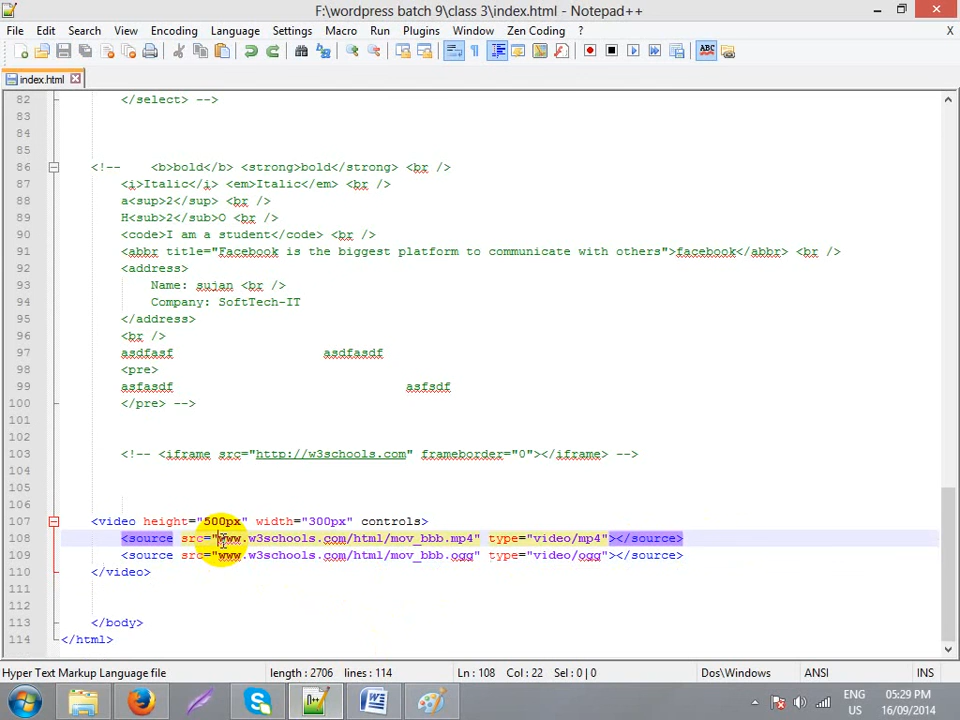 F:\wordpress batch 9\class 3\index.html - Notepad++
File Edit Search View Encoding Language Settings Macro Run Plugins Window Zen Coding ? X
index.html
82 </select> -->
83
84
85
86 <!-- <b>bold</b> <strong>bold</strong> <br />
87 <i>Italic</i> <em>Italic</em> <br />
88 a<sup>2</sup> <br />
89 H<sub>2</sub>O <br />
90 <code>I am a student</code> <br />
91 <abbr title="Facebook is the biggest platform to communicate with others">facebook</abbr> <br />
92 <address>
93 Name: sujan <br />
94 Company: SoftTech-IT
95 </address>
96 <br />
97 asdfasf asdfasdf
98 <pre>
99 asfasdf asfsdf
100 </pre> -->
101
102
103 <!-- <iframe src="http://w3schools.com" frameborder="0"></iframe> -->
104
105
106
107 <video height="500px" width="300px" controls>
108 <source src="www.w3schools.com/html/mov_bbb.mp4" type="video/mp4"></source>
109 <source src="www.w3schools.com/html/mov_bbb.ogg" type="video/ogg"></source>
110 </video>
111
112
113 </body>
114 </html>
Hyper Text Markup Language file length : 2706 lines : 114 Ln : 108 Col : 22 Sel : 0 | 0 Dos\Windows ANSI INS
ENG 05:29 PM
US 16/09/2014